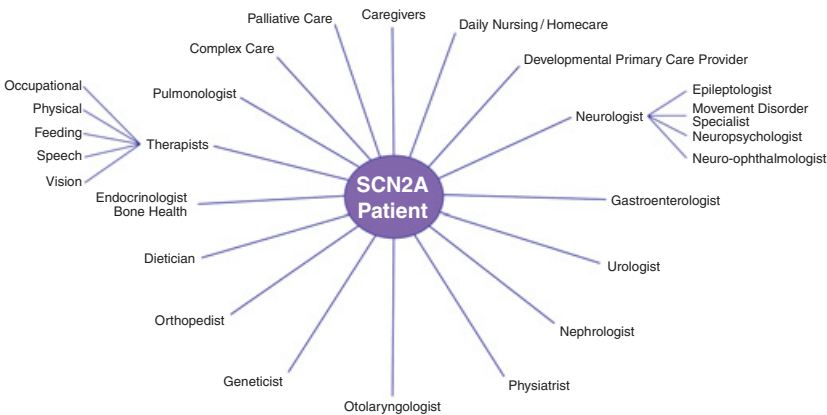 Caregivers
Palliative Care
Daily Nursing / Homecare
Complex Care
Developmental Primary Care Provider
Occupational
Pulmonologist
Epileptologist
Physical
Movement Disorder
Specialist
Neurologist
Feeding
Therapists
Neuropsychologist
Speech
Neuro-ophthalmologist
Vision
SCN2A
Patient
Endocrinologist
Bone Health
Gastroenterologist
Dietician
Urologist
Orthopedist
Nephrologist
Geneticist
Physiatrist
Otolaryngologist